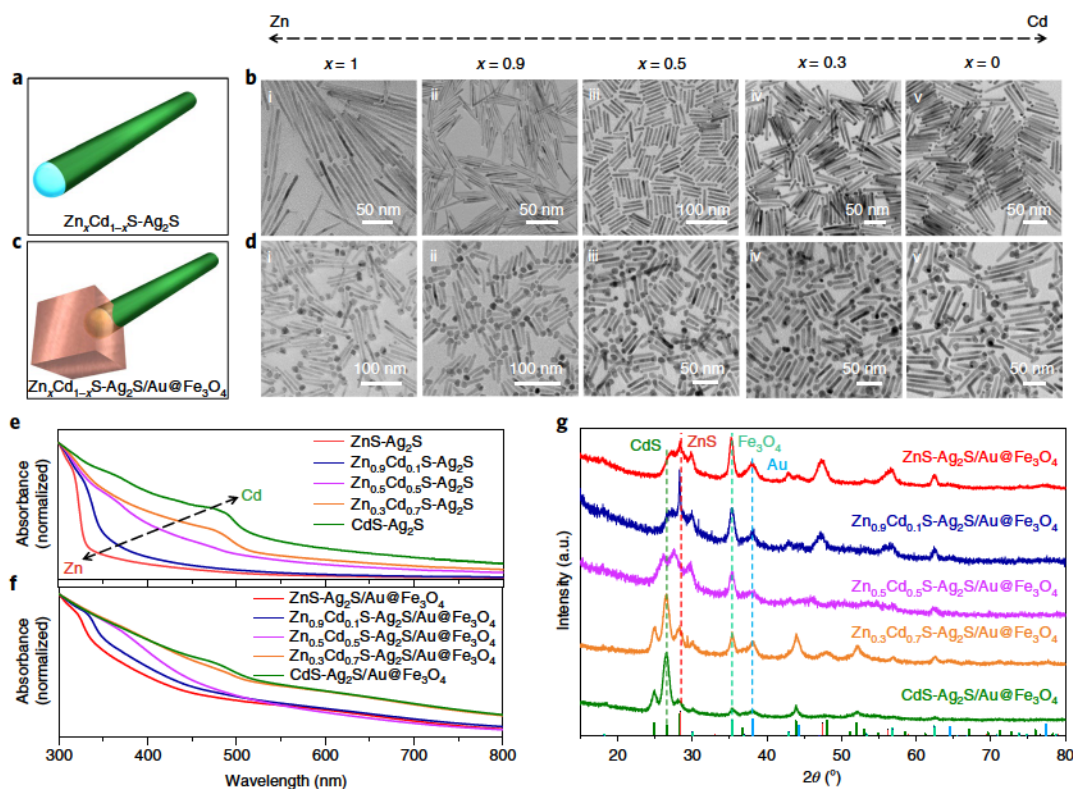 Zn Cd
x = 1 x = 0.9 x = 0.5 x = 0.3 x = 0
a b
i ii iii iv v
50 nm 50 nm 100 nm 50 nm 50 nm
ZnₓCd₁₋ₓS-Ag₂S
c d
i ii iii iv v
100 nm 100 nm 50 nm 50 nm 50 nm
ZnₓCd₁₋ₓS-Ag₂S/Au@Fe₃O₄
e
Absorbance
(normalized)
ZnS-Ag₂S
Zn₀.₉Cd₀.₁S-Ag₂S
Zn₀.₅Cd₀.₅S-Ag₂S
Zn₀.₃Cd₀.₇S-Ag₂S
CdS-Ag₂S
Cd
Zn
f
Absorbance
(normalized)
ZnS-Ag₂S/Au@Fe₃O₄
Zn₀.₉Cd₀.₁S-Ag₂S/Au@Fe₃O₄
Zn₀.₅Cd₀.₅S-Ag₂S/Au@Fe₃O₄
Zn₀.₃Cd₀.₇S-Ag₂S/Au@Fe₃O₄
CdS-Ag₂S/Au@Fe₃O₄
300 400 500 600 700 800
Wavelength (nm)
g
Intensity (a.u.)
CdS ZnS Fe₃O₄
Au
ZnS-Ag₂S/Au@Fe₃O₄
Zn₀.₉Cd₀.₁S-Ag₂S/Au@Fe₃O₄
Zn₀.₅Cd₀.₅S-Ag₂S/Au@Fe₃O₄
Zn₀.₃Cd₀.₇S-Ag₂S/Au@Fe₃O₄
CdS-Ag₂S/Au@Fe₃O₄
20 30 40 50 60 70 80
2θ (°)